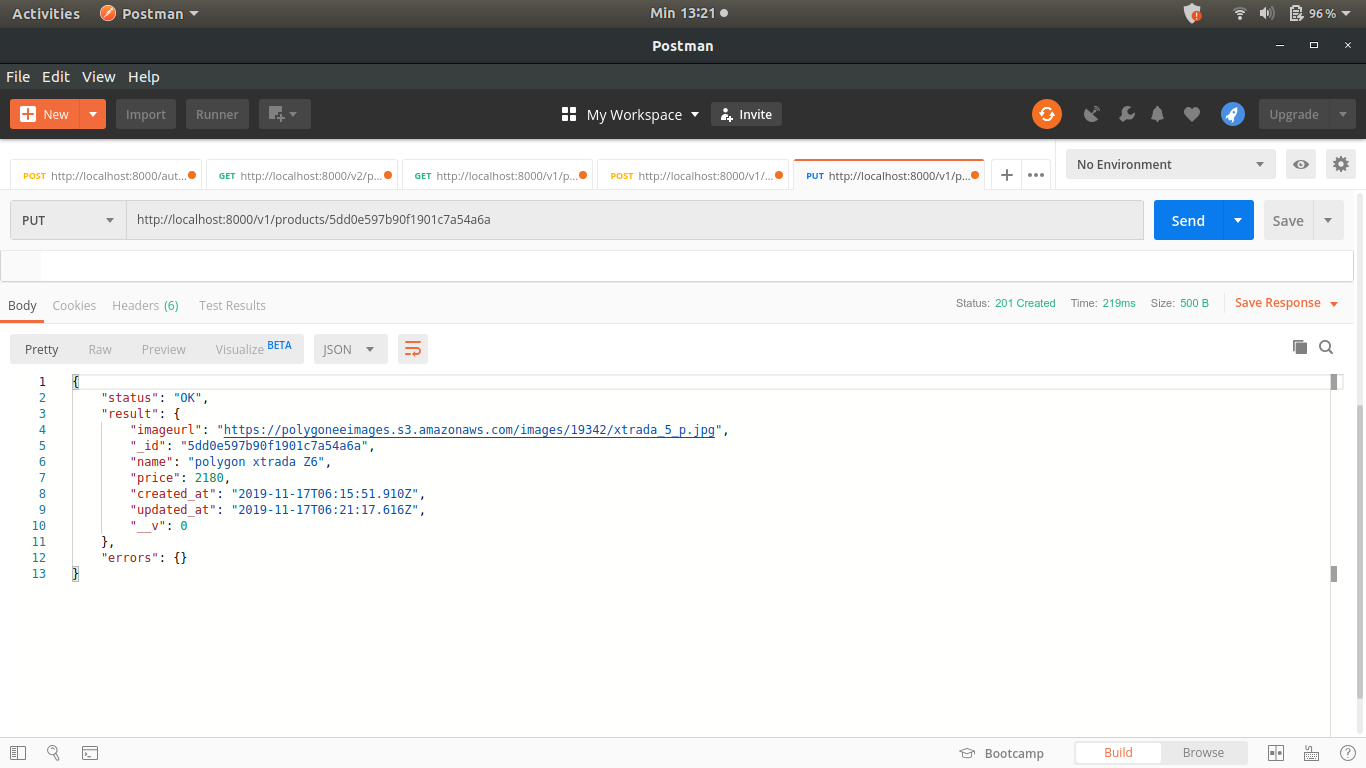 Activities Postman Min 13:21 96%
Postman
File Edit View Help
New Import Runner My Workspace Invite Upgrade
POST http://localhost:8000/aut... GET http://localhost:8000/v2/p... GET http://localhost:8000/v1/p... POST http://localhost:8000/v1/... PUT http://localhost:8000/v1/p... No Environment
PUT http://localhost:8000/v1/products/5dd0e597b90f1901c7a54a6a Send Save
Body Cookies Headers (6) Test Results Status: 201 Created Time: 219ms Size: 500 B Save Response
Pretty Raw Preview Visualize BETA JSON
1 {
2 "status": "OK",
3 "result": {
4 "imageurl": "https://polygoneeimages.s3.amazonaws.com/images/19342/xtrada_5_p.jpg",
5 "_id": "5dd0e597b90f1901c7a54a6a",
6 "name": "polygon xtrada Z6",
7 "price": 2180,
8 "created_at": "2019-11-17T06:15:51.910Z",
9 "updated_at": "2019-11-17T06:21:17.616Z",
10 "__v": 0
11 },
12 "errors": {}
13 }
Bootcamp Build Browse